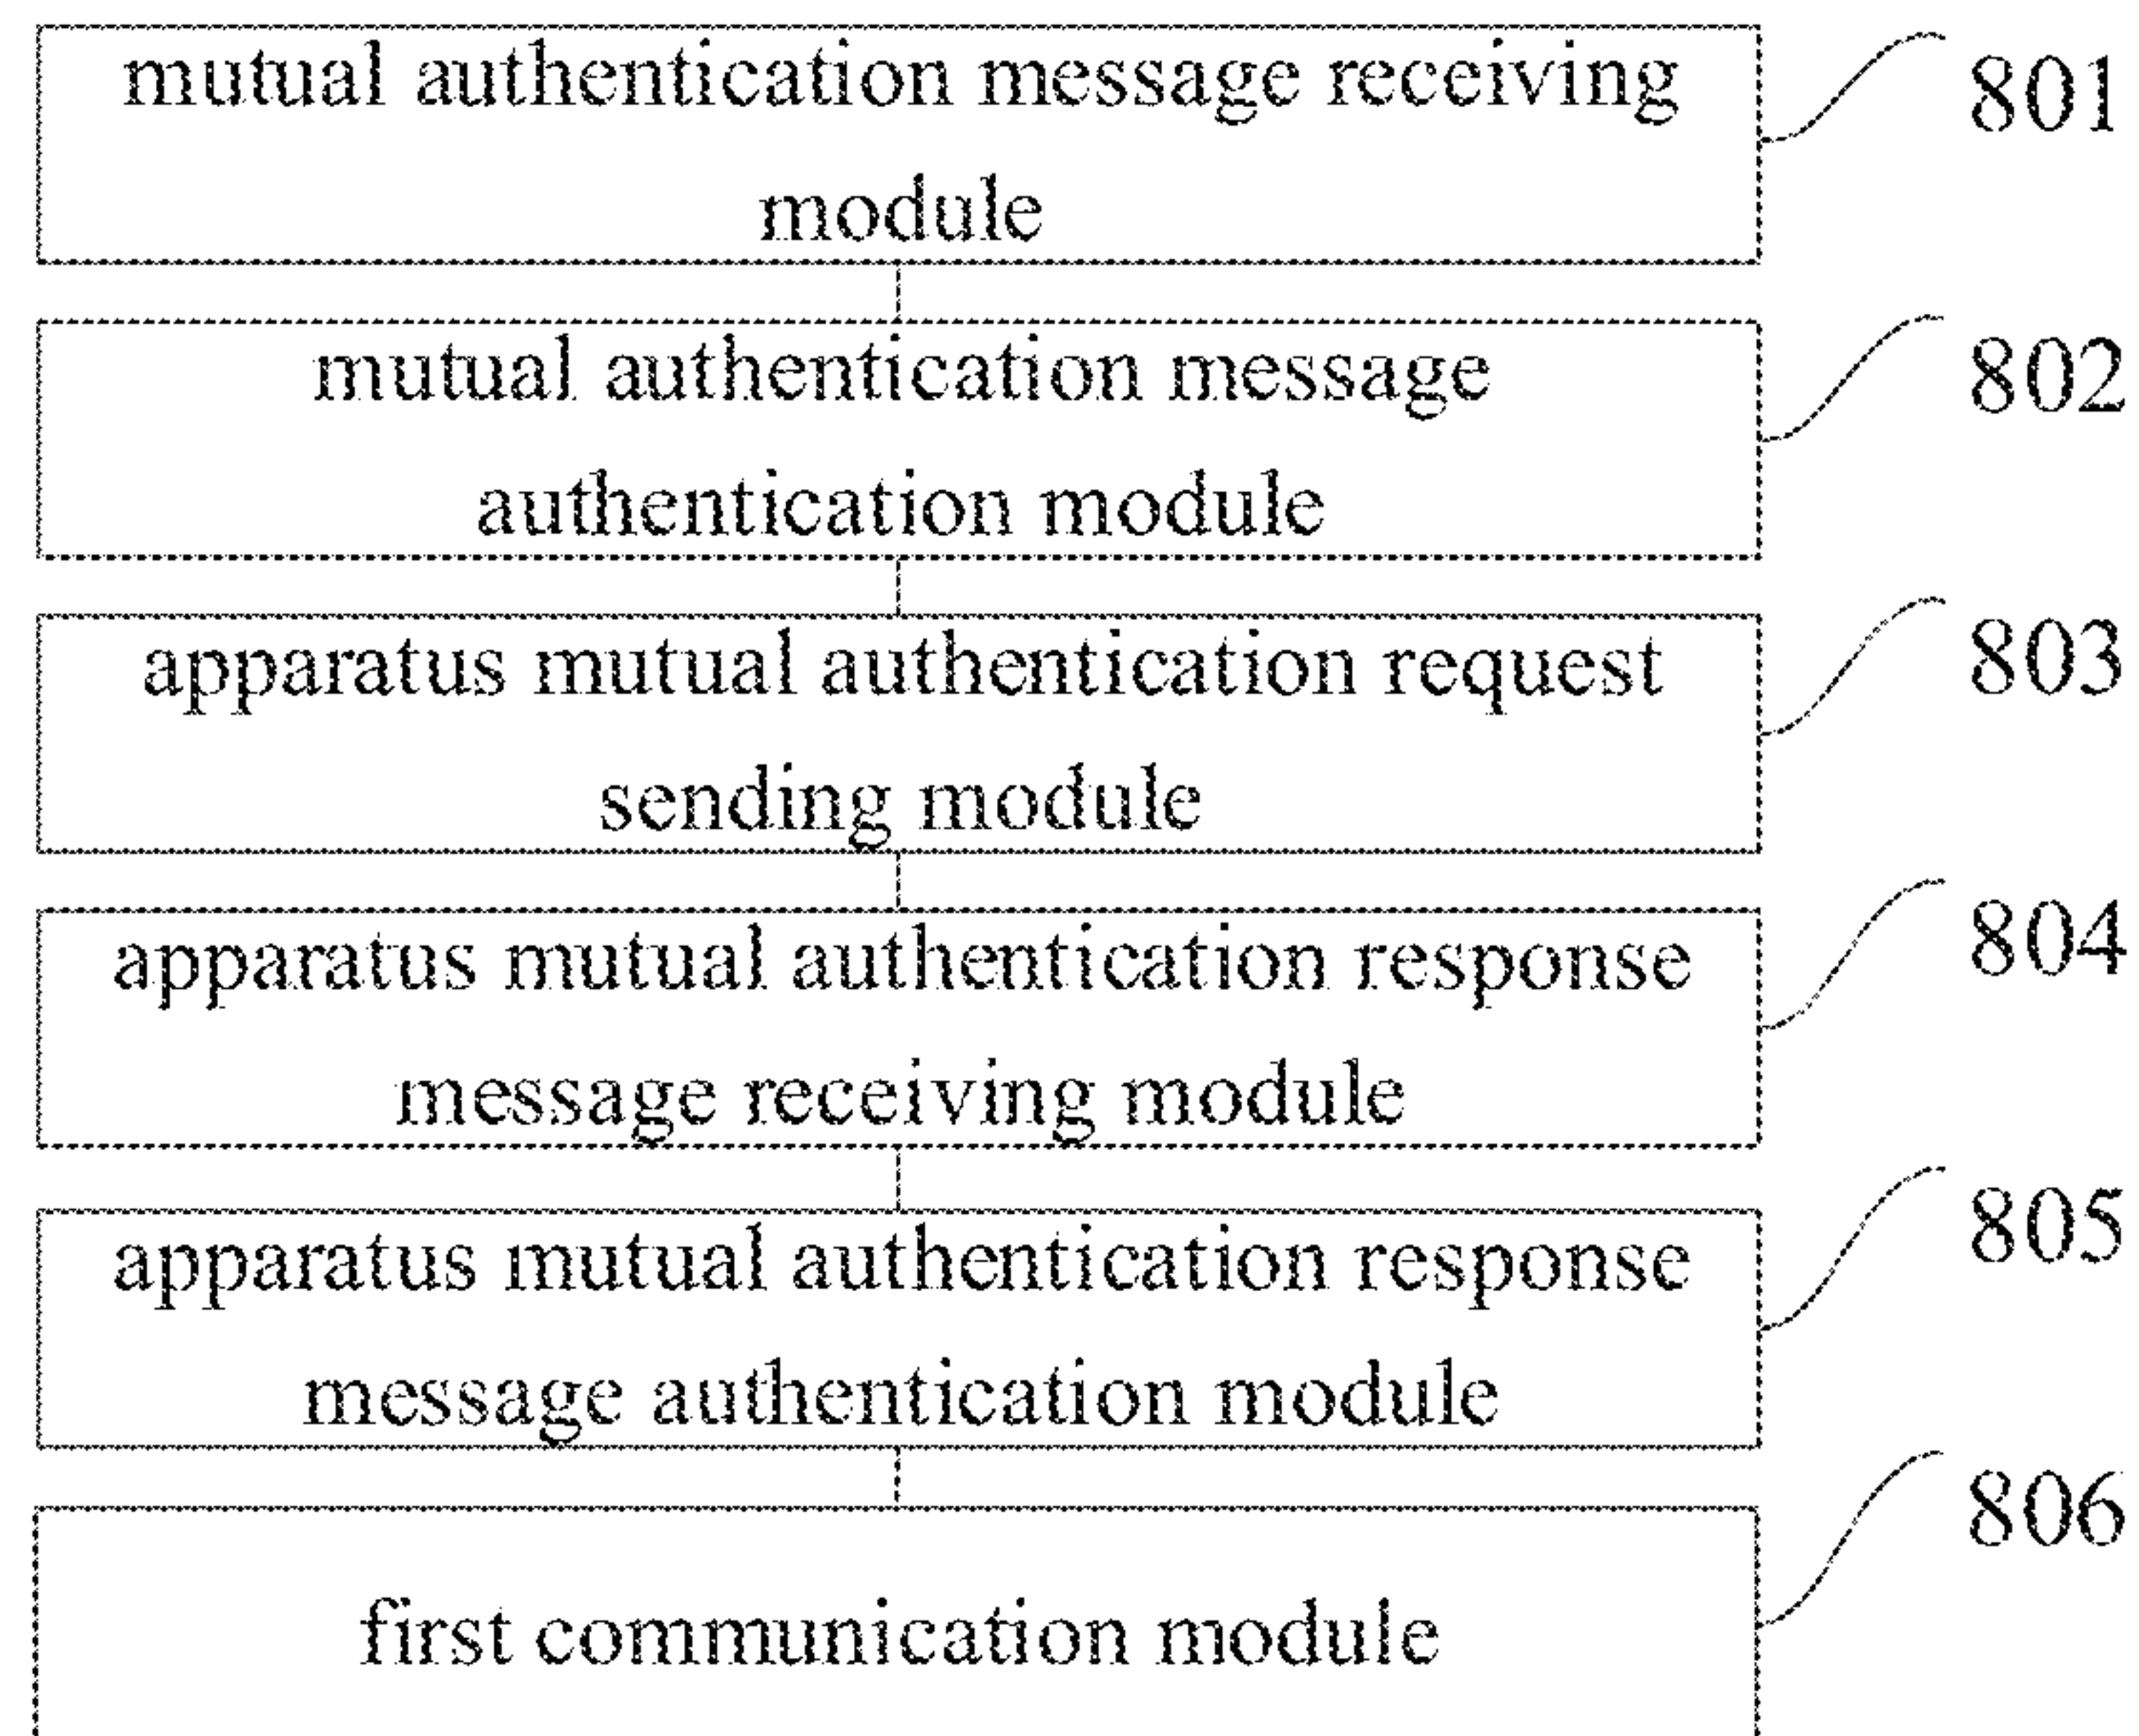 mutual authentication message receiving
module
801
mutual authentication message
authentication module
802
apparatus mutual authentication request
sending module
803
apparatus mutual authentication response
message receiving module
804
apparatus mutual authentication response
message authentication module
805
first communication module
806